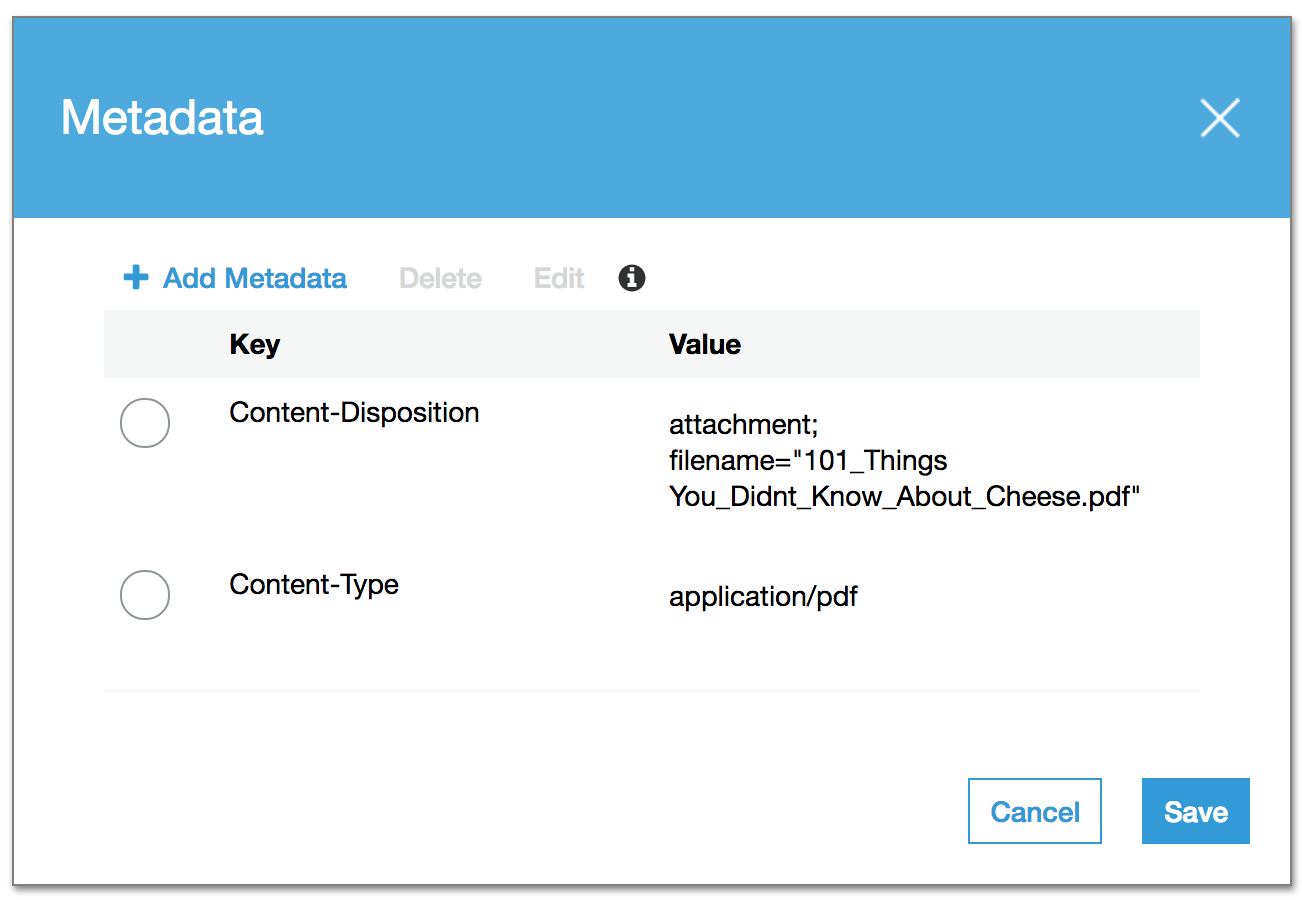 Metadata
Add Metadata Delete Edit
Key Value
Content-Disposition
attachment;
filename="101_Things
You_Didnt_Know_About_Cheese.pdf"
Content-Type
application/pdf
Cancel Save